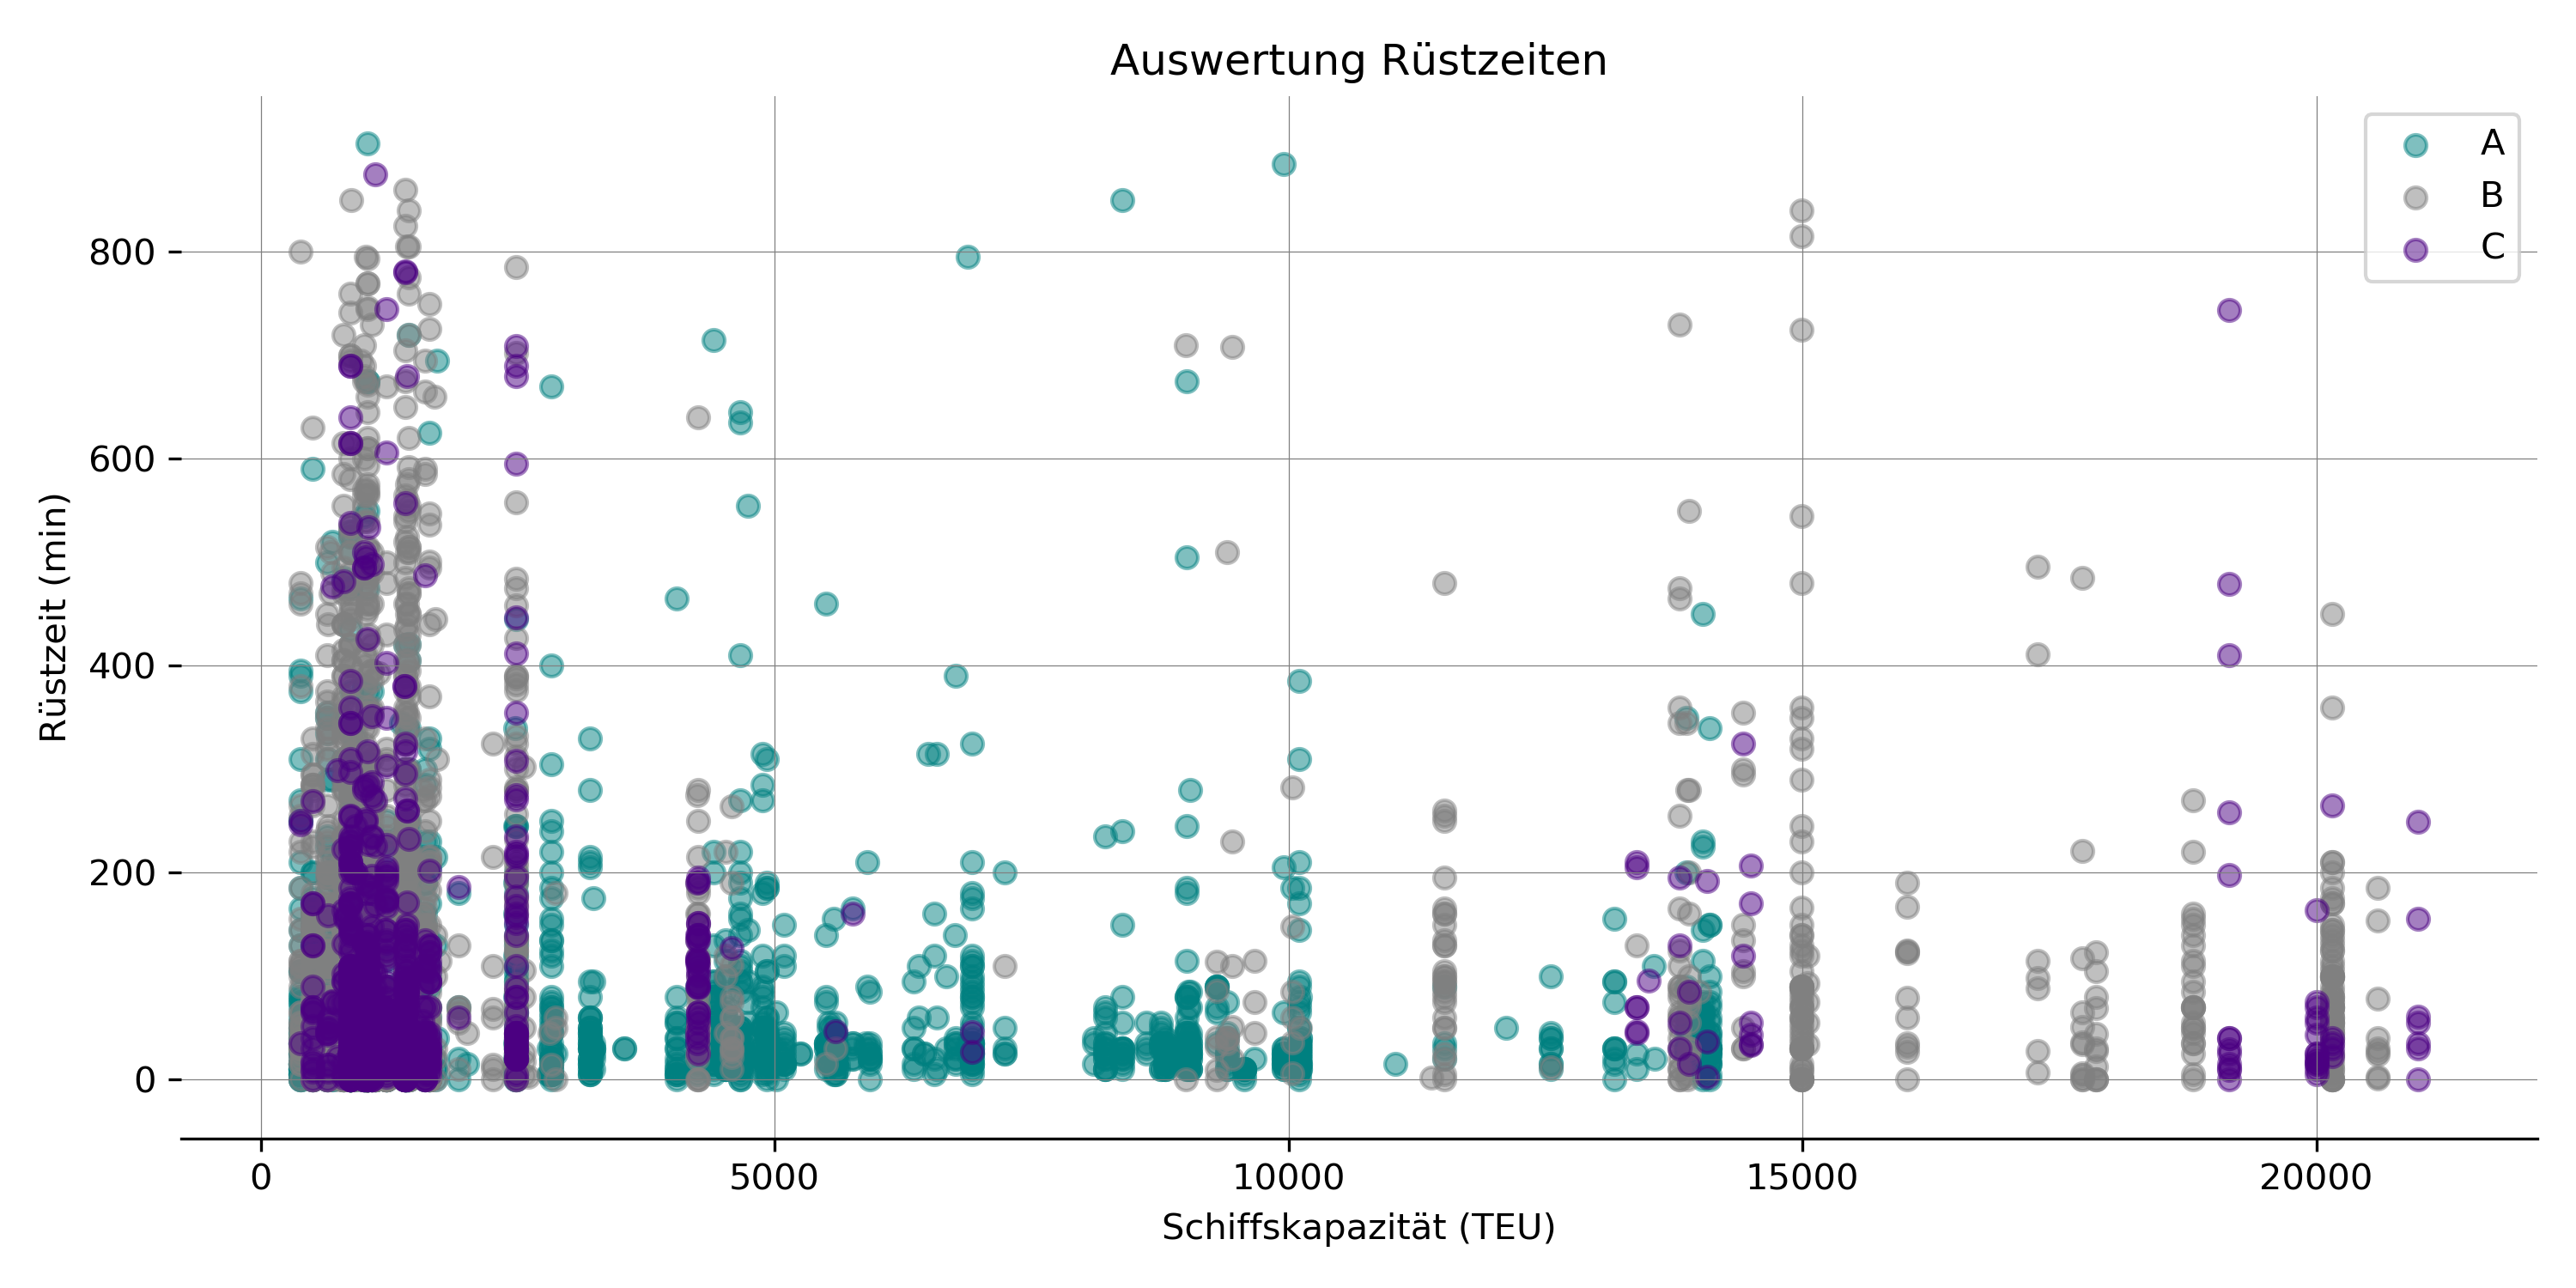 Auswertung Rüstzeiten
A
B
C
Rüstzeit (min)
800
600
400
200
0
0 5000 10000 15000 20000
Schiffskapazität (TEU)